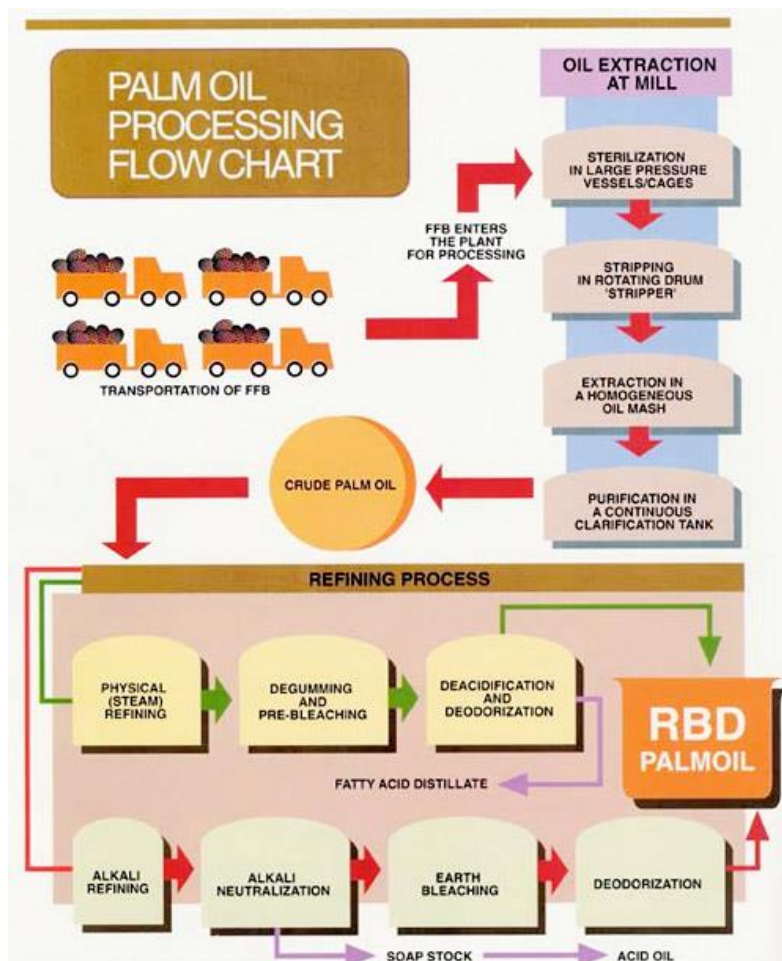 PALM OIL
PROCESSING
FLOW CHART
OIL EXTRACTION
AT MILL
STERILIZATION
IN LARGE PRESSURE
VESSELS/CAGES
FFB ENTERS
THE PLANT
FOR PROCESSING
STRIPPING
IN ROTATING DRUM
'STRIPPER'
TRANSPORTATION OF FFB
EXTRACTION IN
A HOMOGENEOUS
OIL MASH
CRUDE PALM OIL
PURIFICATION IN
A CONTINUOUS
CLARIFICATION TANK
REFINING PROCESS
PHYSICAL
(STEAM)
REFINING
DEGUMMING
AND
PRE-BLEACHING
DEACIDIFICATION
AND
DEODORIZATION
RBD
PALMOIL
FATTY ACID DISTILLATE
ALKALI
REFINING
ALKALI
NEUTRALIZATION
EARTH
BLEACHING
DEODORIZATION
SOAP STOCK
ACID OIL